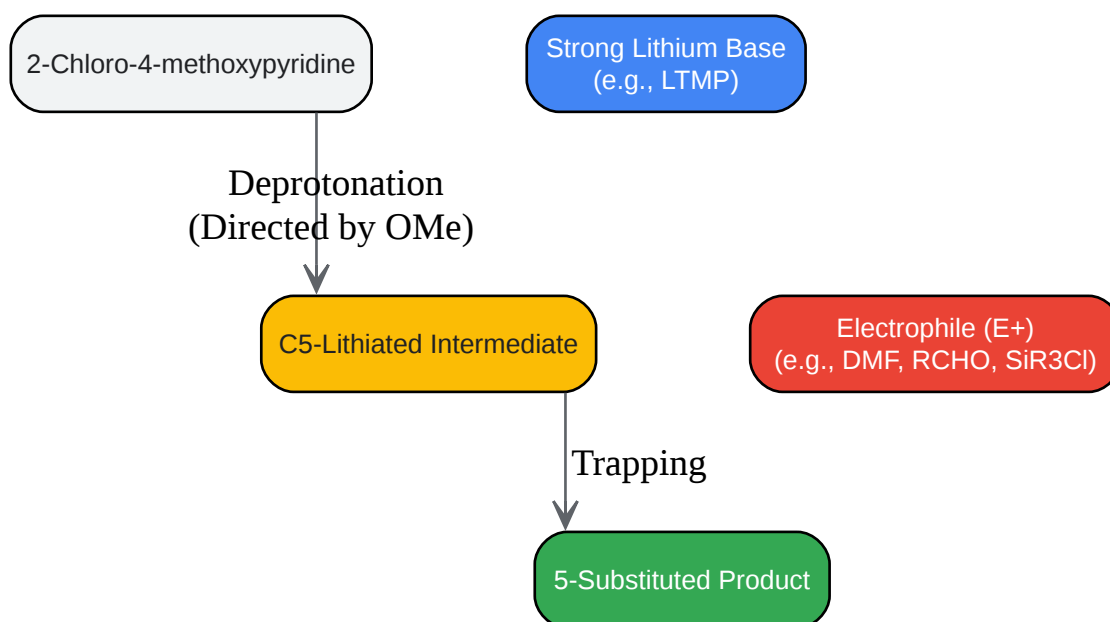 2-Chloro-4-methoxypyridine
Strong Lithium Base
(e.g., LTMP)
Deprotonation
(Directed by OMe)
C5-Lithiated Intermediate
Electrophile (E+)
(e.g., DMF, RCHO, SiR3Cl)
Trapping
5-Substituted Product